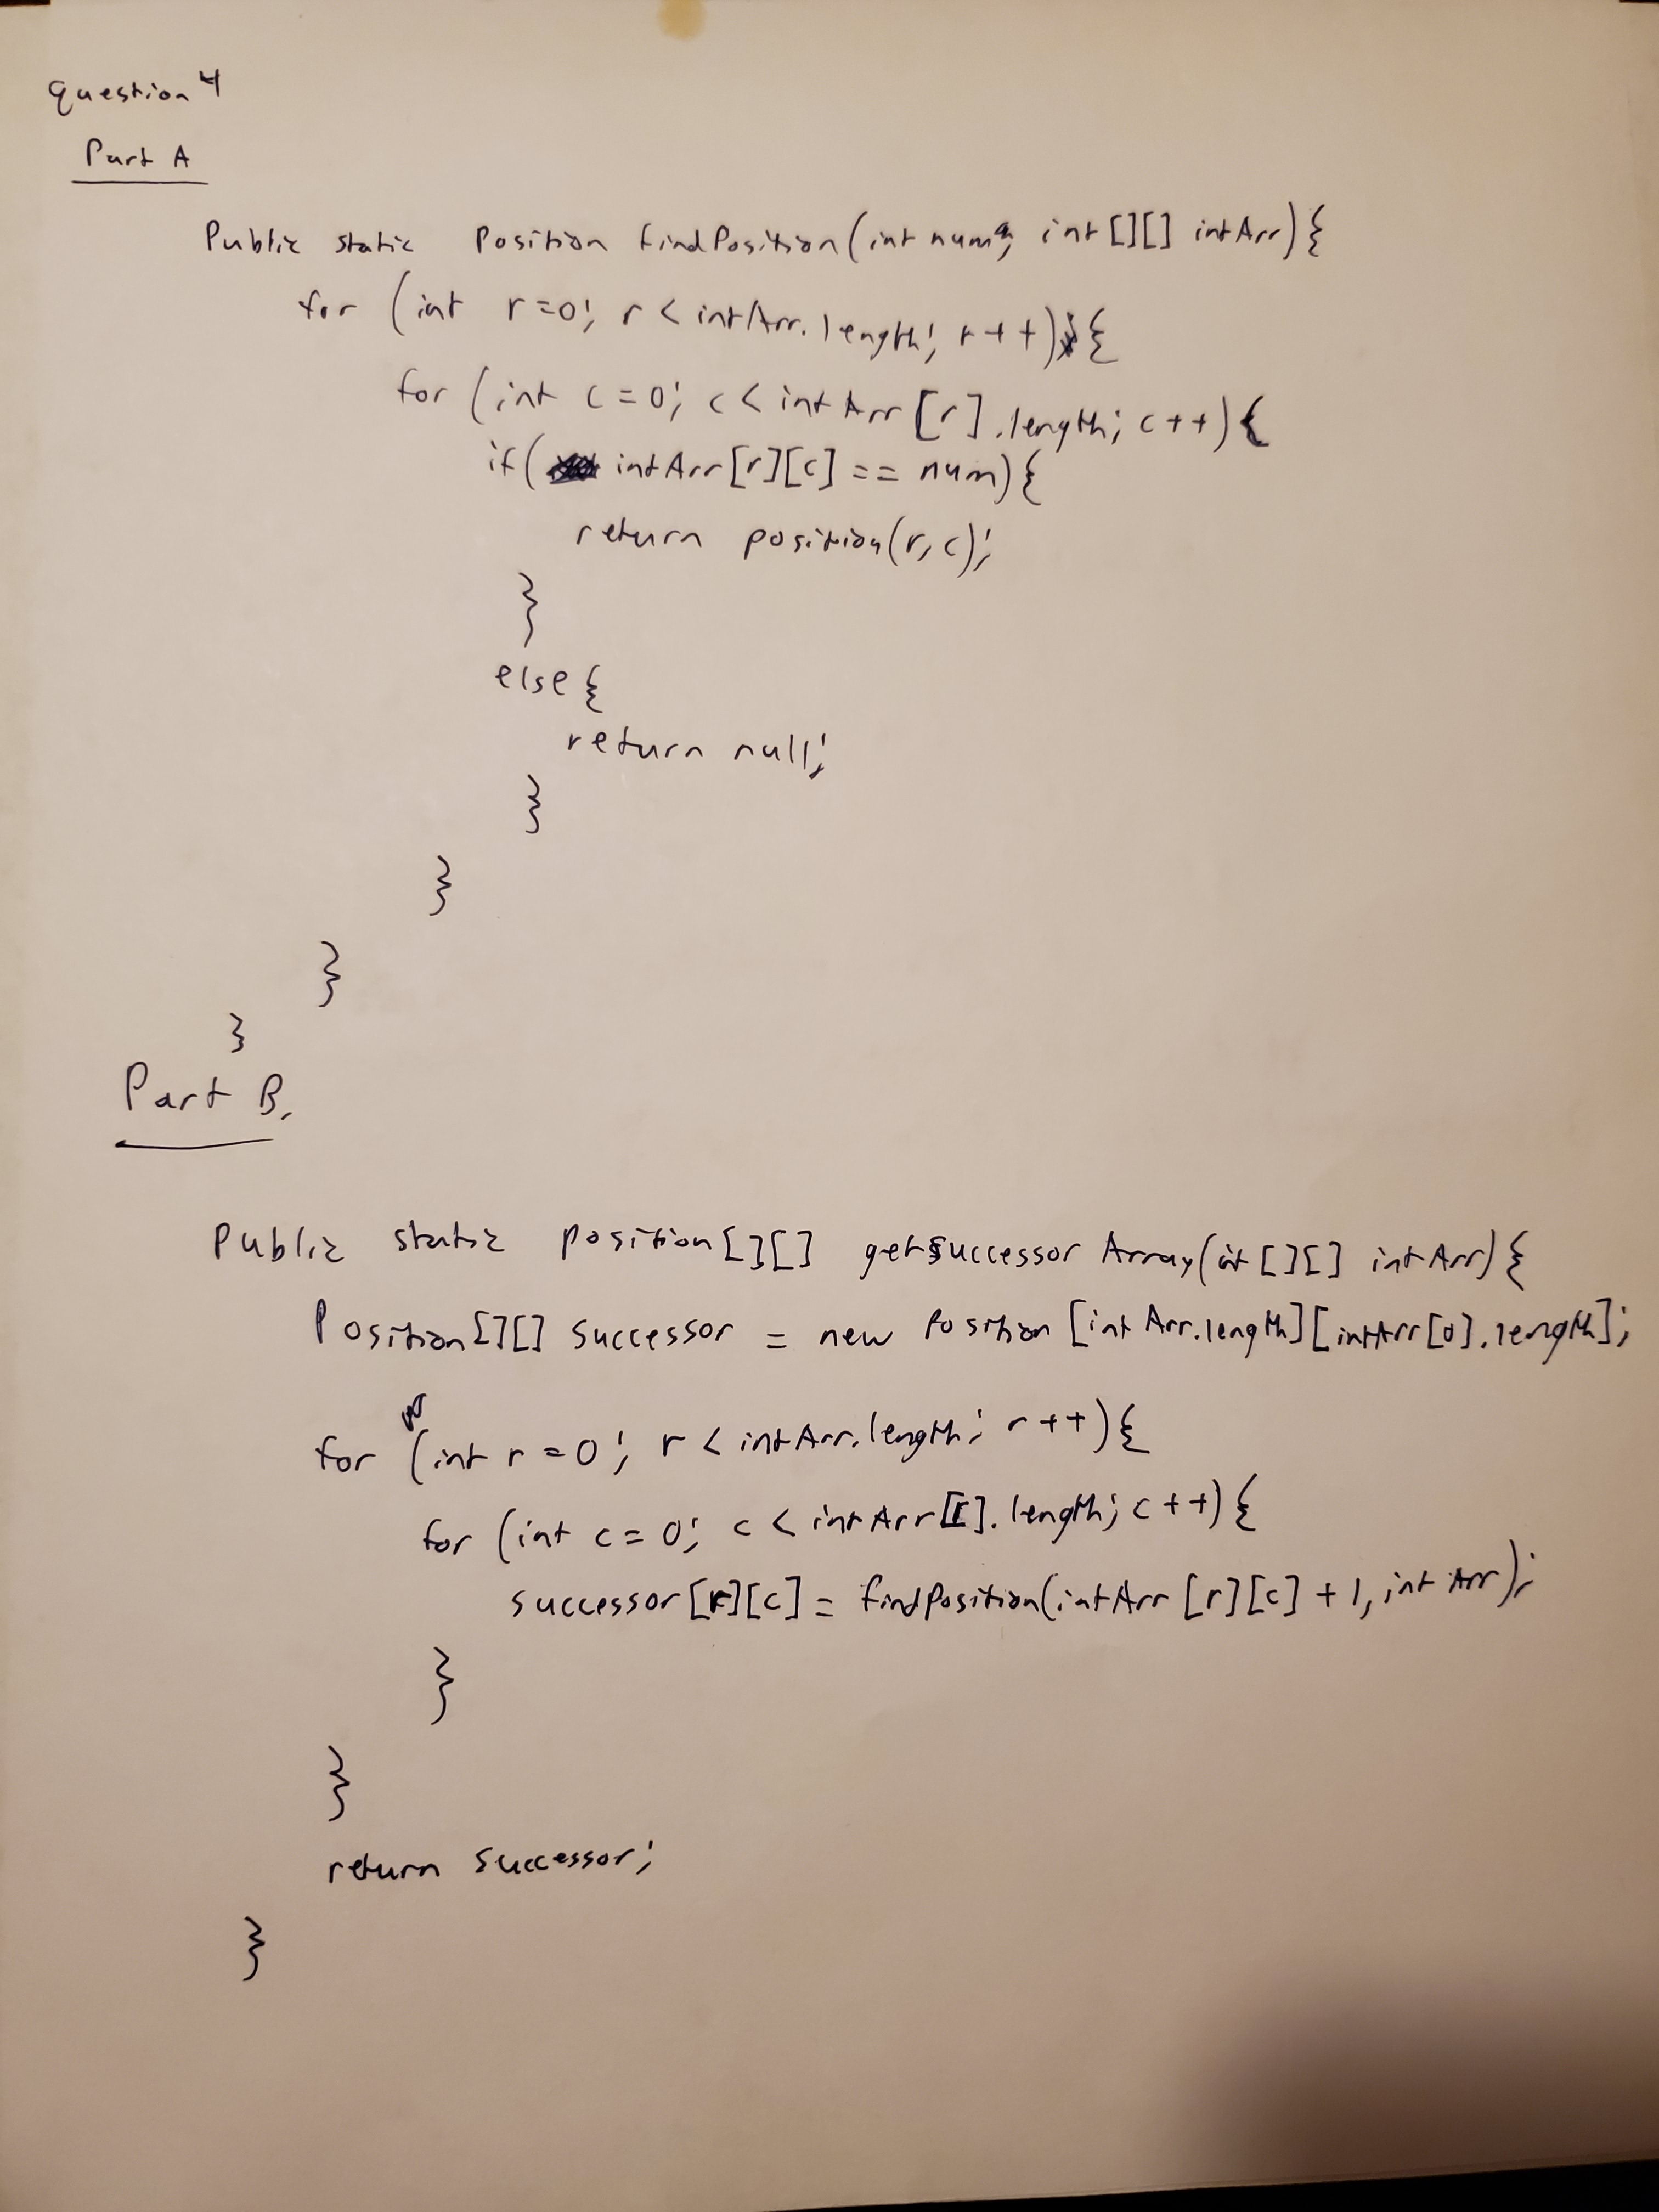 Question 4
Part A
Public static Position findPosition(int num, int[][] intArr){
for (int r=0; r < intArr.length; r++){
for (int c=0; c < intArr[r].length; c++){
if( intArr[r][c] == num){
return position(r,c);
}
else{
return null;
}
}
}
}
Part B.
Public static position[][] getSuccessorArray(int[][] intArr){
Position[][] successor = new Position[intArr.length][intArr[0].length];
for (int r=0; r < intArr.length; r++){
for (int c=0; c < intArr[r].length; c++){
successor[r][c] = findPosition(intArr[r][c]+1, intArr);
}
}
return successor;
}